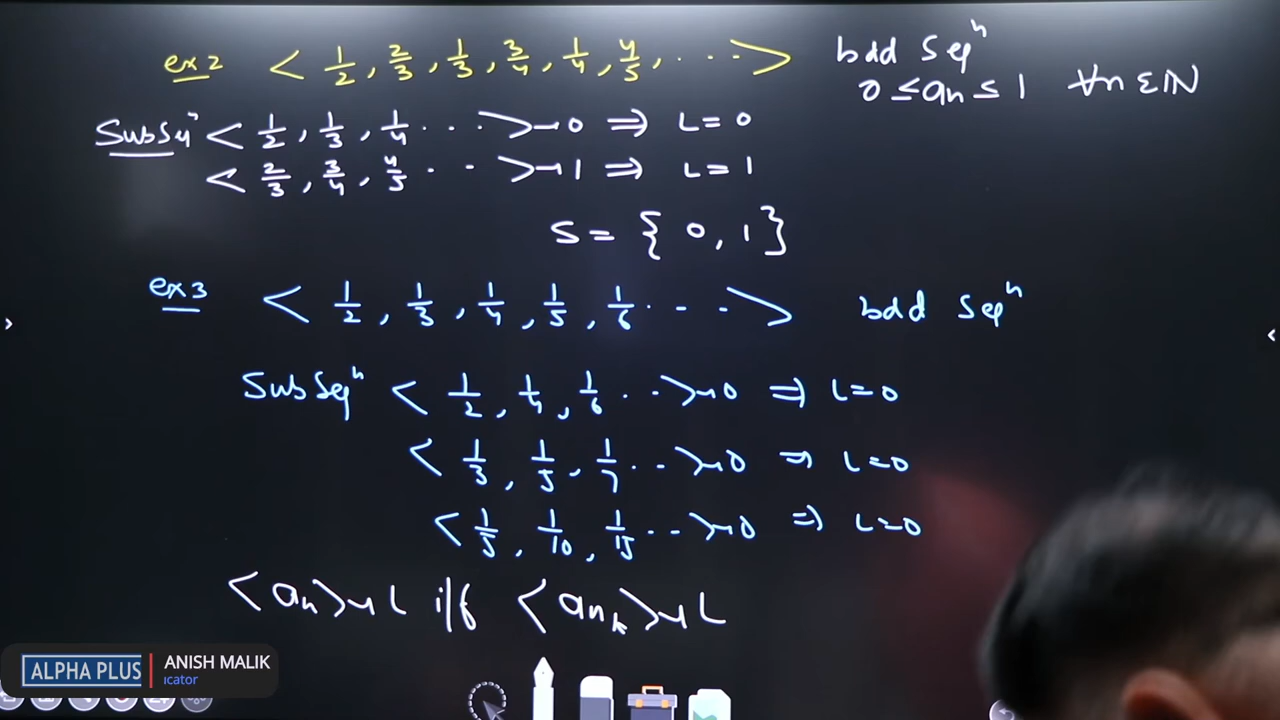 ex2 < 1/2, 2/3, 1/3, 3/4, 1/4, 4/5, ... > bdd Seqⁿ
0 ≤ an ≤ 1 ∀n ∈ ℕ
SubSqⁿ < 1/2, 1/3, 1/4 ... > → 0 ⇒ L = 0
< 2/3, 3/4, 4/5 ... > → 1 ⇒ L = 1
S = { 0, 1 }
ex3 < 1/2, 1/3, 1/4, 1/5, 1/6 ... > bdd Seqⁿ
SubSeqⁿ < 1/2, 1/4, 1/6 ... > → 0 ⇒ L = 0
< 1/3, 1/5, 1/7 ... > → 0 ⇒ L = 0
< 1/5, 1/10, 1/15 ... > → 0 ⇒ L = 0
<an> → L iff <ank> → L
ALPHA PLUS | ANISH MALIK
icator